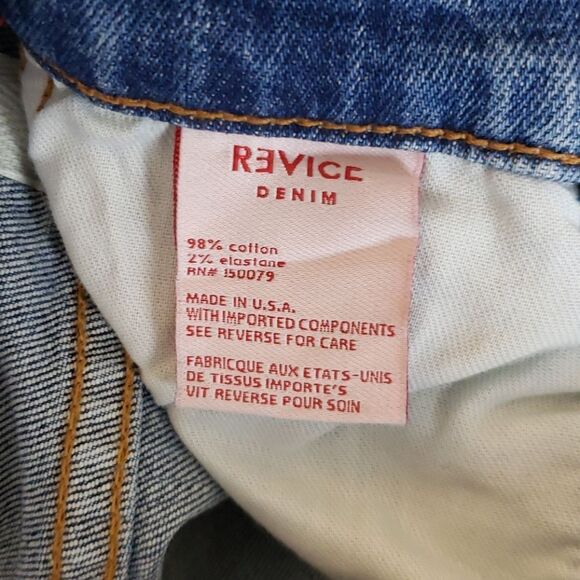 RƎVICE
DENIM
98% cotton
2% elastane
RN# 150079
MADE IN U.S.A.
WITH IMPORTED COMPONENTS
SEE REVERSE FOR CARE
FABRICQUE AUX ETATS-UNIS
DE TISSUS IMPORTE'S
VIT REVERSE POUR SOIN